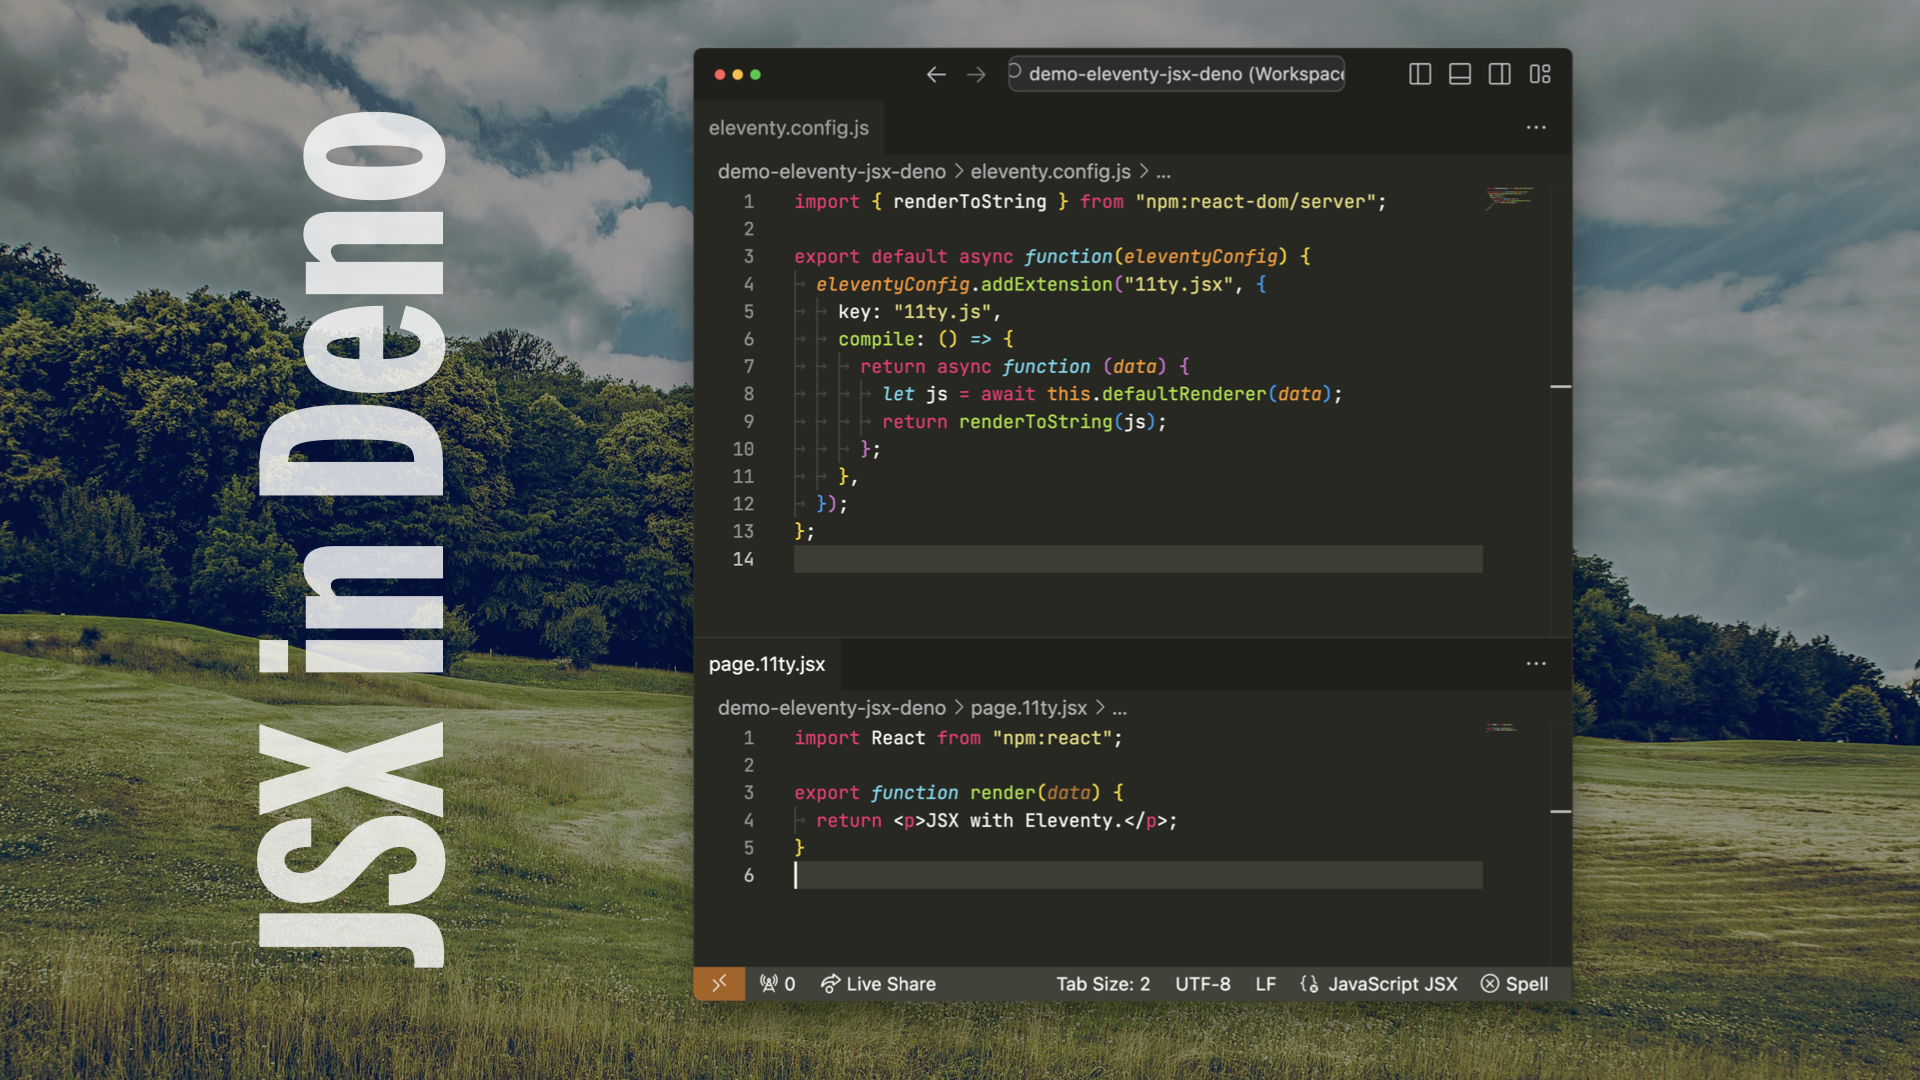 JSX in Deno
demo-eleventy-jsx-deno (Workspace
eleventy.config.js
...
demo-eleventy-jsx-deno > eleventy.config.js > ...
1 import { renderToString } from "npm:react-dom/server";
2
3 export default async function(eleventyConfig) {
4 eleventyConfig.addExtension("11ty.jsx", {
5 key: "11ty.js",
6 compile: () => {
7 return async function (data) {
8 let js = await this.defaultRenderer(data);
9 return renderToString(js);
10 };
11 },
12 });
13 };
14
page.11ty.jsx
...
demo-eleventy-jsx-deno > page.11ty.jsx > ...
1 import React from "npm:react";
2
3 export function render(data) {
4 return <p>JSX with Eleventy.</p>;
5 }
6
0 Live Share Tab Size: 2 UTF-8 LF JavaScript JSX Spell